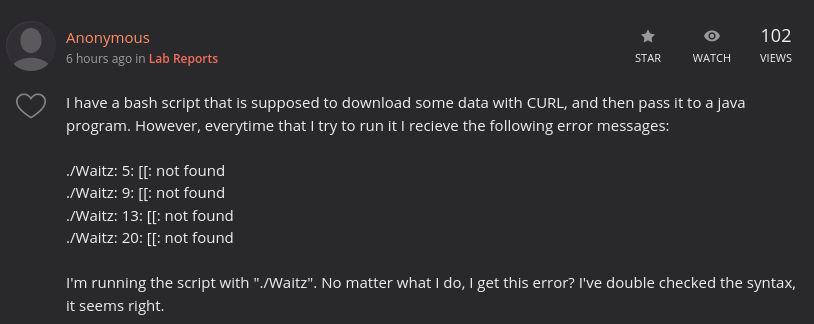 Anonymous
6 hours ago in Lab Reports
STAR
WATCH
102
VIEWS
I have a bash script that is supposed to download some data with CURL, and then pass it to a java
program. However, everytime that I try to run it I recieve the following error messages:
./Waitz: 5: [[: not found
./Waitz: 9: [[: not found
./Waitz: 13: [[: not found
./Waitz: 20: [[: not found
I'm running the script with "./Waitz". No matter what I do, I get this error? I've double checked the syntax,
it seems right.